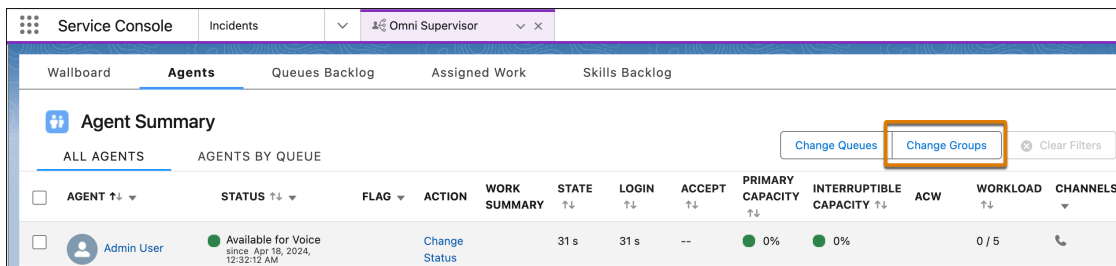 Service Console
Incidents
Omni Supervisor
Wallboard
Agents
Queues Backlog
Assigned Work
Skills Backlog
Agent Summary
Change Queues
Change Groups
Clear Filters
ALL AGENTS
AGENTS BY QUEUE
AGENT
STATUS
FLAG
ACTION
WORK
SUMMARY
STATE
LOGIN
ACCEPT
PRIMARY
CAPACITY
INTERRUPTIBLE
CAPACITY
ACW
WORKLOAD
CHANNELS
Admin User
Available for Voice
since Apr 18, 2024,
12:32:12 AM
Change
Status
31 s
31 s
--
0%
0%
0 / 5